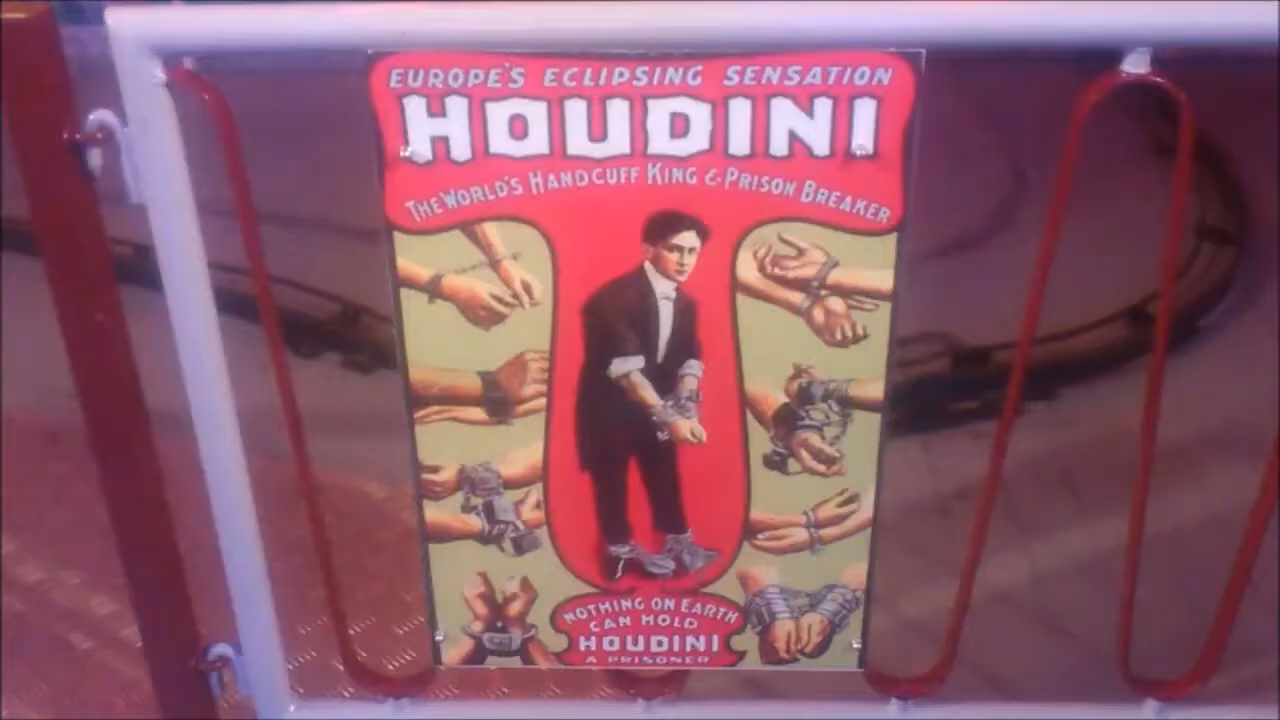 EUROPE'S ECLIPSING SENSATION
HOUDINI
THE WORLD'S HANDCUFF KING & PRISON BREAKER
NOTHING ON EARTH
CAN HOLD
HOUDINI
A PRISONER